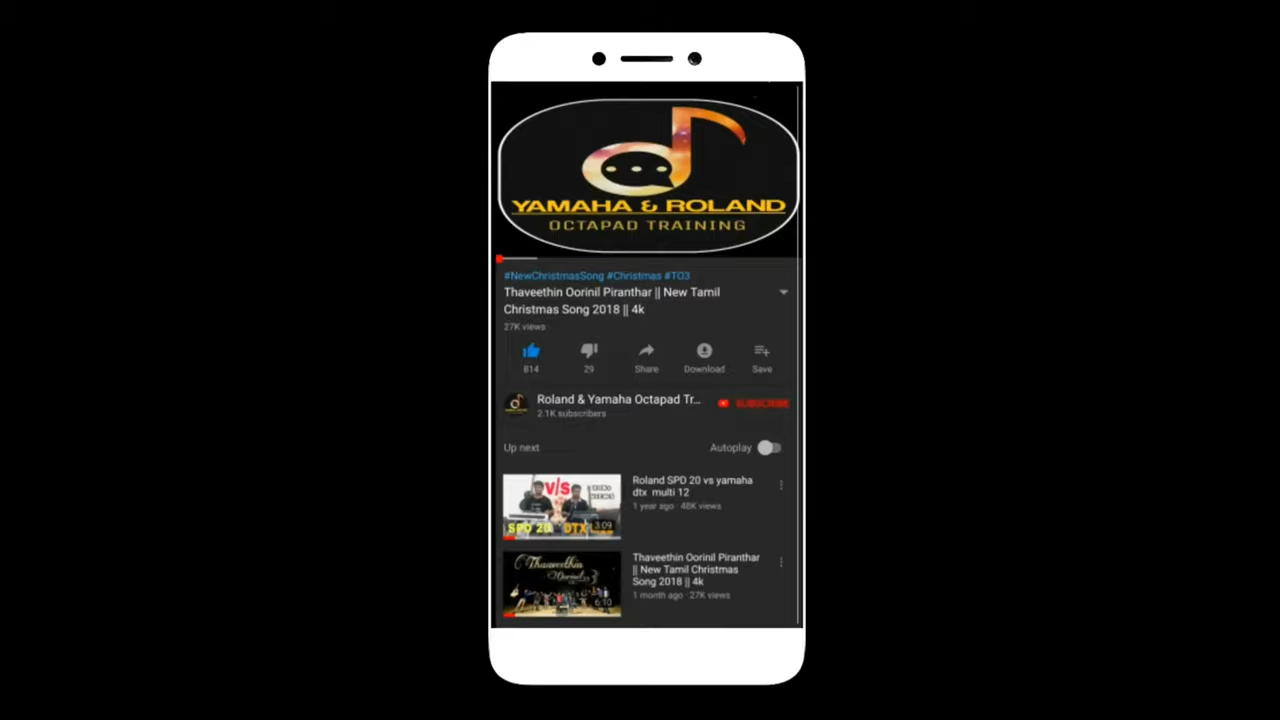 YAMAHA & ROLAND
OCTAPAD TRAINING
#NewChristmasSong #Christmas #TO3
Thaveethin Oorinil Piranthar || New Tamil
Christmas Song 2018 || 4k
27K views
814
29
Share
Download
Save
Roland & Yamaha Octapad Tr...
SUBSCRIBE
2.1K subscribers
Up next
Autoplay
V/S
SPD 20
DTX
3:09
Roland SPD 20 vs yamaha
dtx multi 12
1 year ago · 48K views
Thaveethin
Oorinil
6:10
Thaveethin Oorinil Piranthar
|| New Tamil Christmas
Song 2018 || 4k
1 month ago · 27K views